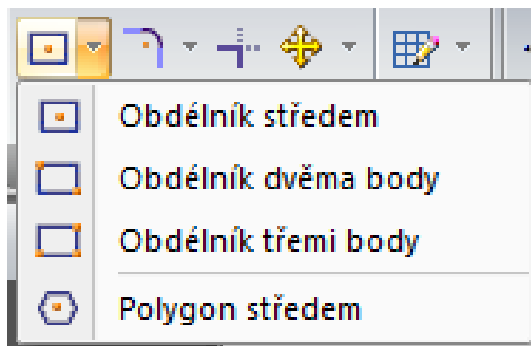 Obdélník středem
Obdélník dvěma body
Obdélník třemi body
Polygon středem